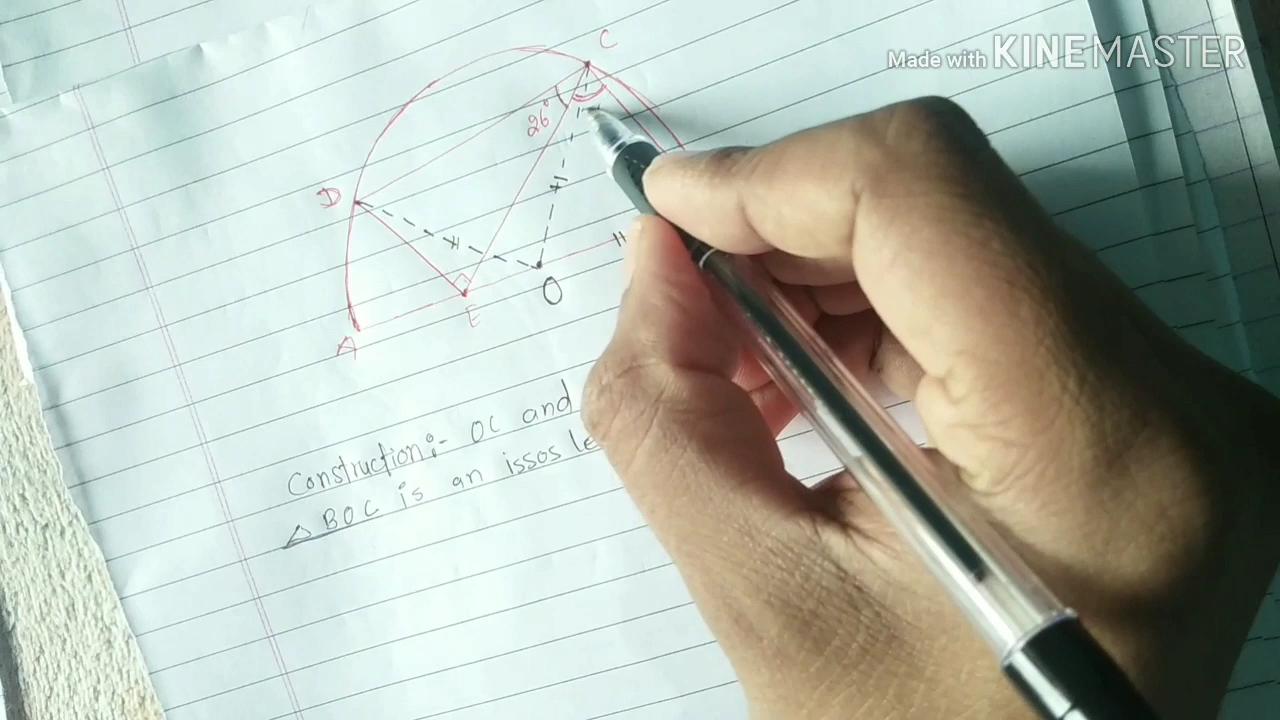 Made with KINEMASTER
C
26°
D
O
E
A
Construction:- OC and
△ BOC is an issos le